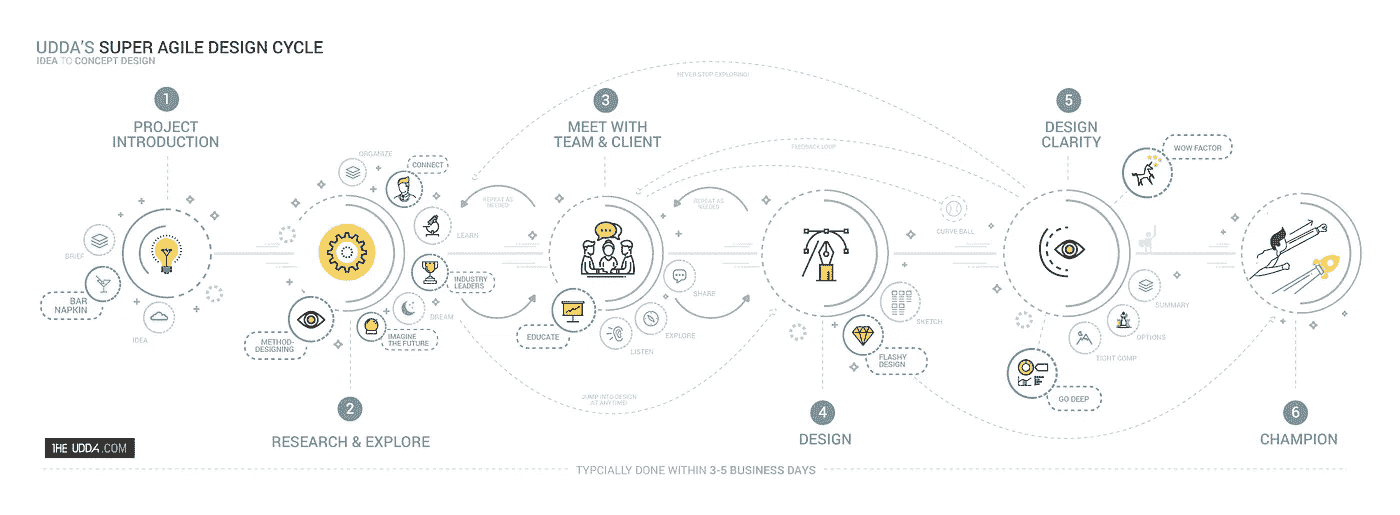 UDDA'S SUPER AGILE DESIGN CYCLE
IDEA TO CONCEPT DESIGN
1
PROJECT
INTRODUCTION
BRIEF
BAR
NAPKIN
IDEA
2
RESEARCH & EXPLORE
ORGANIZE
CONNECT
LEARN
INDUSTRY
LEADERS
DREAM
IMAGINE
THE FUTURE
METHOD-
DESIGNING
REPEAT AS
NEEDED
3
MEET WITH
TEAM & CLIENT
EDUCATE
LISTEN
EXPLORE
SHARE
REPEAT AS
NEEDED
JUMP INTO DESIGN
AT ANYTIME!
NEVER STOP EXPLORING!
FEEDBACK LOOP
4
DESIGN
SKETCH
FLASHY
DESIGN
CURVE BALL
5
DESIGN
CLARITY
WOW FACTOR
SUMMARY
OPTIONS
TIGHT COMP
GO DEEP
6
CHAMPION
THE UDDA.COM
TYPCIALLY DONE WITHIN 3-5 BUSINESS DAYS